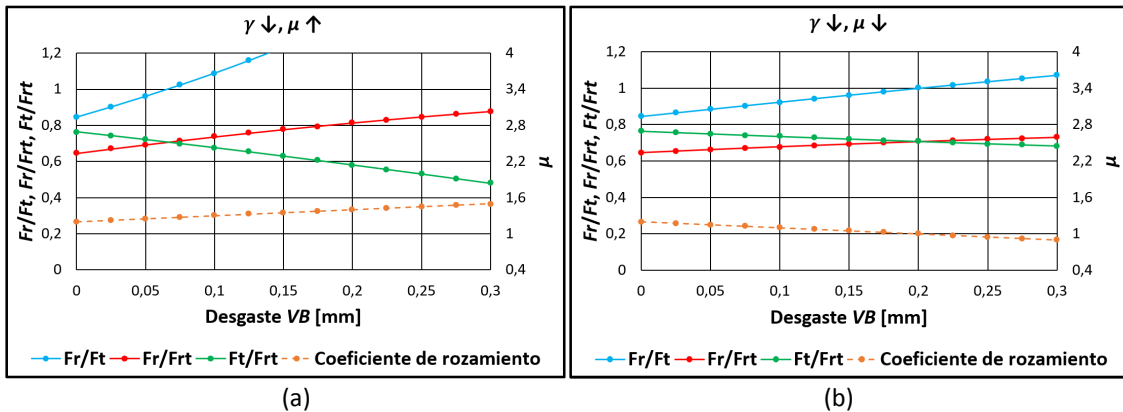 γ ↓, μ ↑
Fr/Ft, Fr/Frt, Ft/Frt
1,2
1
0,8
0,6
0,4
0,2
0
4
3,4
2,8
2,2
1,6
1
0,4
μ
0 0,05 0,1 0,15 0,2 0,25 0,3
Desgaste VB [mm]
Fr/Ft Fr/Frt Ft/Frt Coeficiente de rozamiento
(a)
γ ↓, μ ↓
Fr/Ft, Fr/Frt, Ft/Frt
1,2
1
0,8
0,6
0,4
0,2
0
4
3,4
2,8
2,2
1,6
1
0,4
μ
0 0,05 0,1 0,15 0,2 0,25 0,3
Desgaste VB [mm]
Fr/Ft Fr/Frt Ft/Frt Coeficiente de rozamiento
(b)